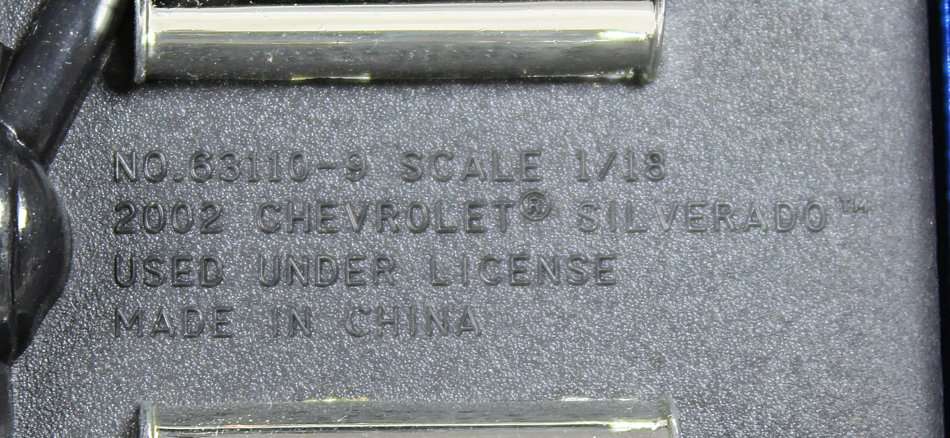 NO.63110-9 SCALE 1/18
2002 CHEVROLET® SILVERADO™
USED UNDER LICENSE
MADE IN CHINA